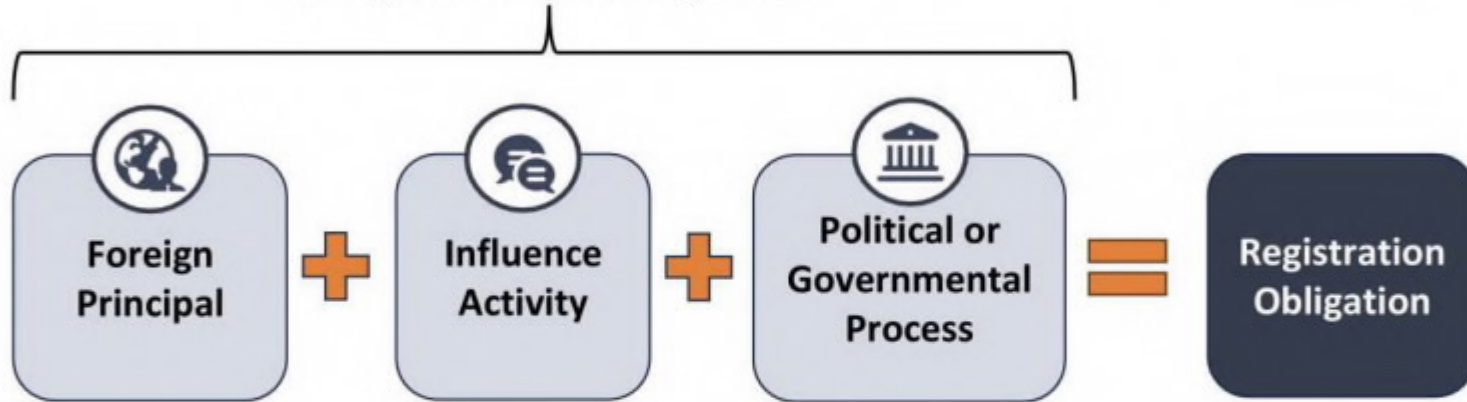 Foreign
Principal
Influence
Activity
Political or
Governmental
Process
Registration
Obligation